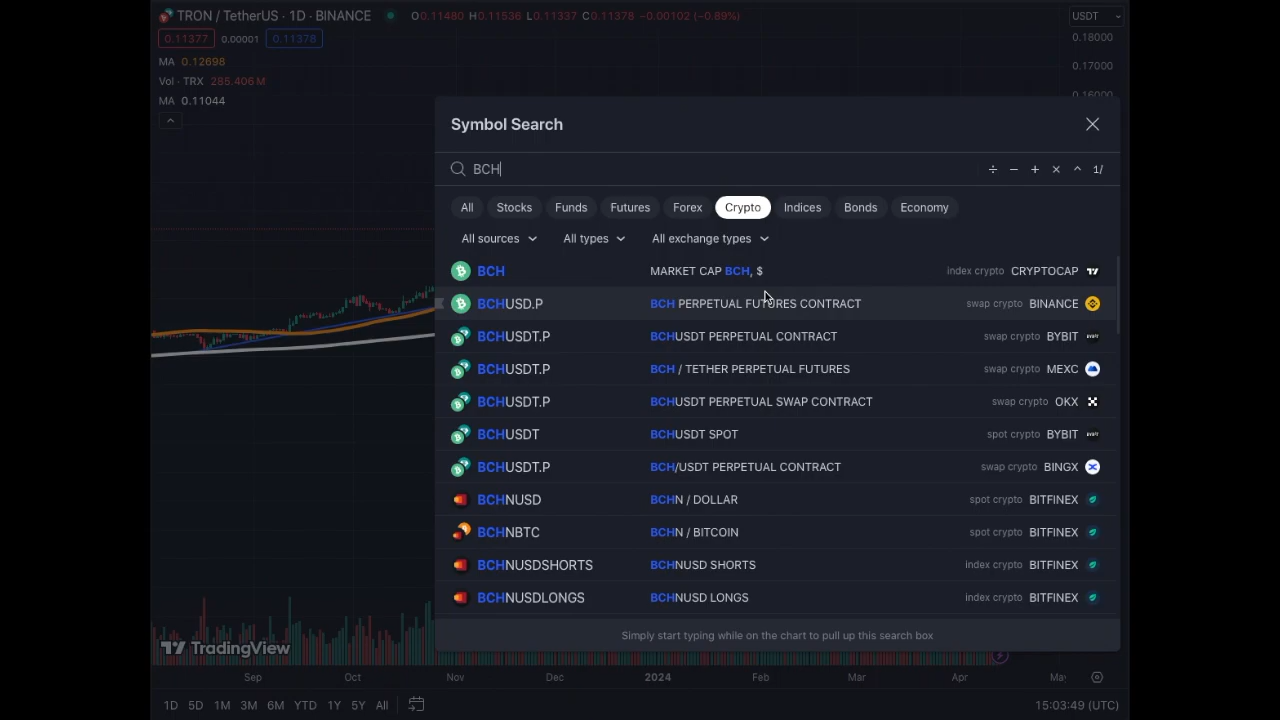 TRON / TetherUS · 1D · BINANCE O0.11480 H0.11536 L0.11337 C0.11378 −0.00102 (−0.89%) USDT
0.11377 0.00001 0.11378 0.18000
MA 0.12698 0.17000
Vol · TRX 285.406 M
MA 0.11044 0.16000
Symbol Search
BCH ÷ − + × ^ 1/
All Stocks Funds Futures Forex Crypto Indices Bonds Economy
All sources All types All exchange types
BCH MARKET CAP BCH, $ index crypto CRYPTOCAP
BCHUSD.P BCH PERPETUAL FUTURES CONTRACT swap crypto BINANCE
BCHUSDT.P BCHUSDT PERPETUAL CONTRACT swap crypto BYBIT
BCHUSDT.P BCH / TETHER PERPETUAL FUTURES swap crypto MEXC
BCHUSDT.P BCHUSDT PERPETUAL SWAP CONTRACT swap crypto OKX
BCHUSDT BCHUSDT SPOT spot crypto BYBIT
BCHUSDT.P BCH/USDT PERPETUAL CONTRACT swap crypto BINGX
BCHNUSD BCHN / DOLLAR spot crypto BITFINEX
BCHNBTC BCHN / BITCOIN spot crypto BITFINEX
BCHNUSDSHORTS BCHNUSD SHORTS index crypto BITFINEX
BCHNUSDLONGS BCHNUSD LONGS index crypto BITFINEX
Simply start typing while on the chart to pull up this search box
TradingView
Sep Oct Nov Dec 2024 Feb Mar Apr May
1D 5D 1M 3M 6M YTD 1Y 5Y All 15:03:49 (UTC)